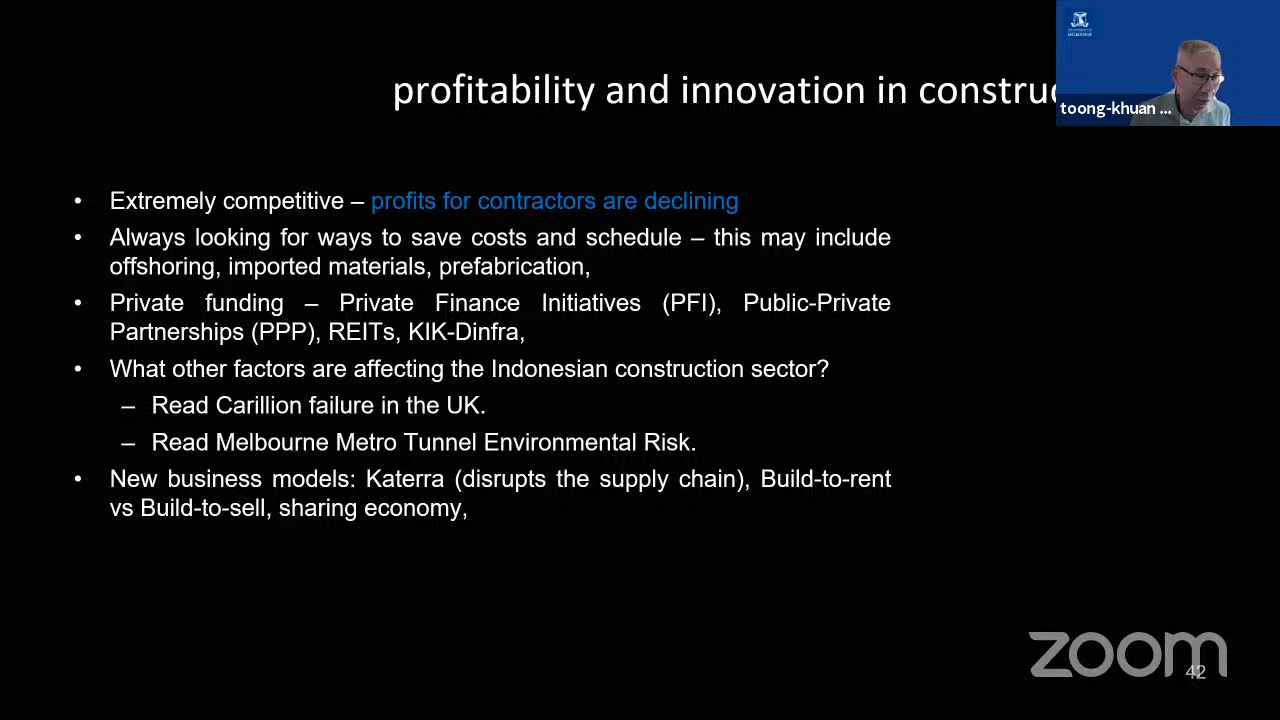 profitability and innovation in construc
MELBOURNE
toong-khuan ...
• Extremely competitive – profits for contractors are declining
• Always looking for ways to save costs and schedule – this may include
offshoring, imported materials, prefabrication,
• Private funding – Private Finance Initiatives (PFI), Public-Private
Partnerships (PPP), REITs, KIK-Dinfra,
• What other factors are affecting the Indonesian construction sector?
– Read Carillion failure in the UK.
– Read Melbourne Metro Tunnel Environmental Risk.
• New business models: Katerra (disrupts the supply chain), Build-to-rent
vs Build-to-sell, sharing economy,
zoom
42